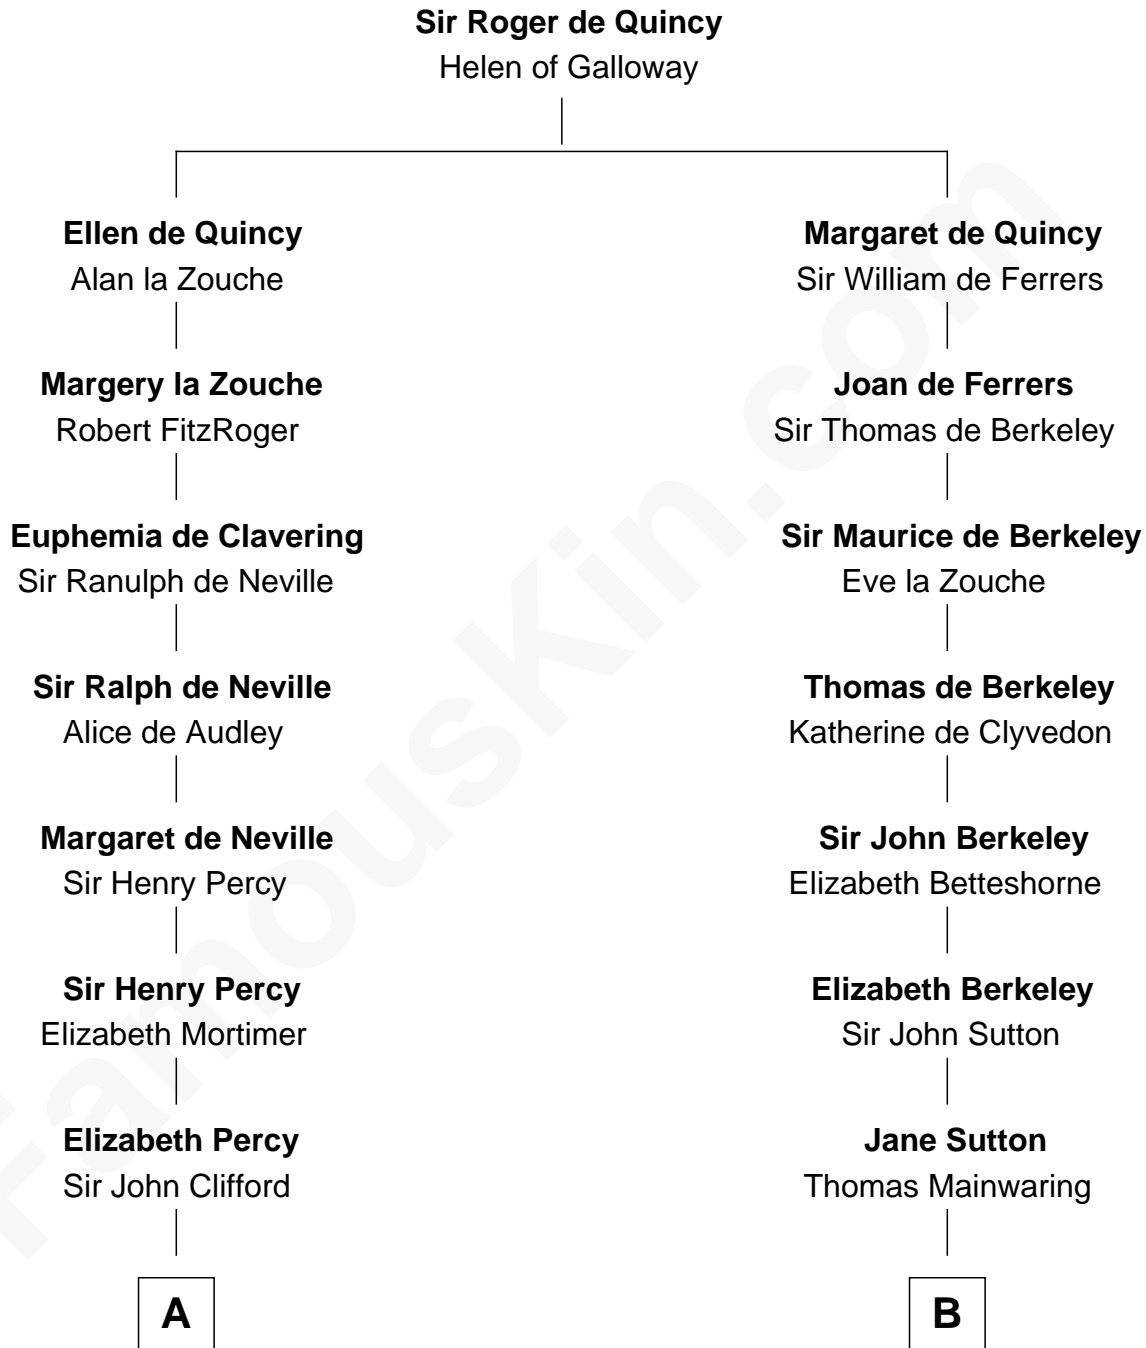 Sir Roger de Quincy
Helen of Galloway
Ellen de Quincy
Alan la Zouche
Margaret de Quincy
Sir William de Ferrers
Margery la Zouche
Robert FitzRoger
Joan de Ferrers
Sir Thomas de Berkeley
Euphemia de Clavering
Sir Ranulph de Neville
Sir Maurice de Berkeley
Eve la Zouche
Sir Ralph de Neville
Alice de Audley
Thomas de Berkeley
Katherine de Clyvedon
Margaret de Neville
Sir Henry Percy
Sir John Berkeley
Elizabeth Betteshorne
Sir Henry Percy
Elizabeth Mortimer
Elizabeth Berkeley
Sir John Sutton
Elizabeth Percy
Sir John Clifford
Jane Sutton
Thomas Mainwaring
A
B
FamousKin.com